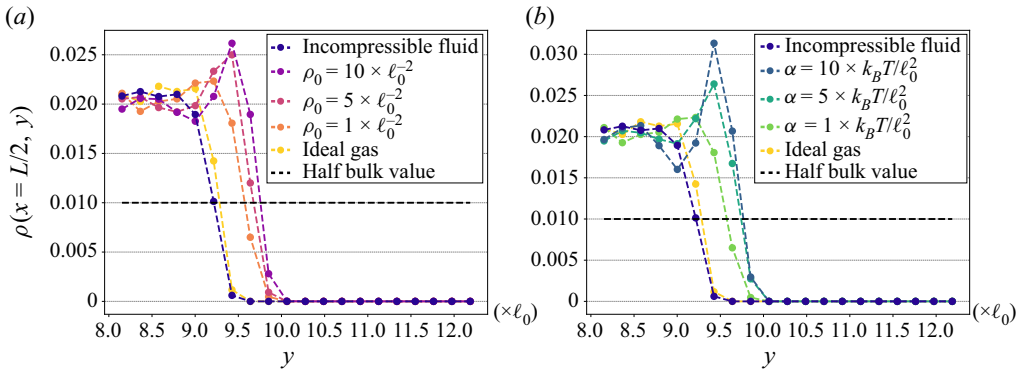 (a)
0.025
0.020
0.015
0.010
0.005
0
ρ(x = L/2, y)
Incompressible fluid
ρ₀ = 10 × ℓ₀⁻²
ρ₀ = 5 × ℓ₀⁻²
ρ₀ = 1 × ℓ₀⁻²
Ideal gas
Half bulk value
8.0 8.5 9.0 9.5 10.0 10.5 11.0 11.5 12.0
(×ℓ₀)
y
(b)
0.030
0.025
0.020
0.015
0.010
0.005
0
Incompressible fluid
α = 10 × k_BT/ℓ₀²
α = 5 × k_BT/ℓ₀²
α = 1 × k_BT/ℓ₀²
Ideal gas
Half bulk value
8.0 8.5 9.0 9.5 10.0 10.5 11.0 11.5 12.0
(×ℓ₀)
y